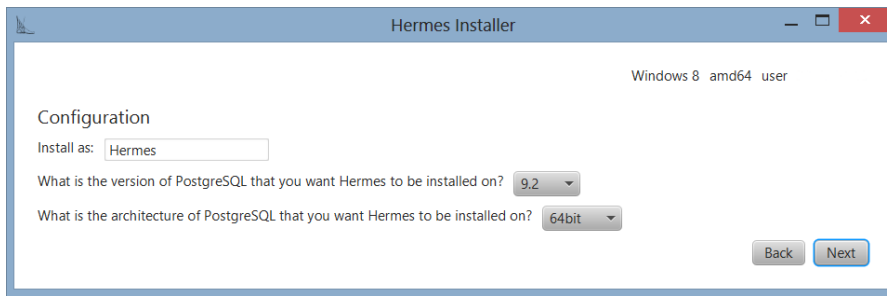 Hermes Installer
Windows 8 amd64 user
Configuration
Install as: Hermes
What is the version of PostgreSQL that you want Hermes to be installed on? 9.2
What is the architecture of PostgreSQL that you want Hermes to be installed on? 64bit
Back Next